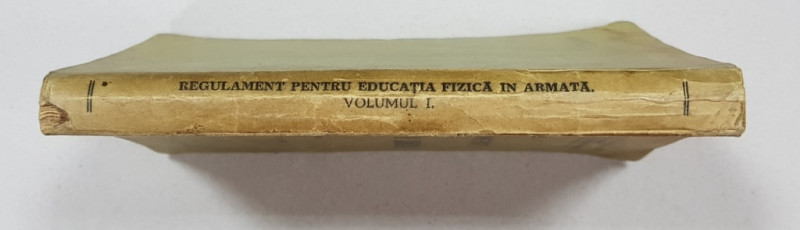 REGULAMENT PENTRU EDUCAȚIA FIZICĂ IN ARMATĂ.
VOLUMUL I.